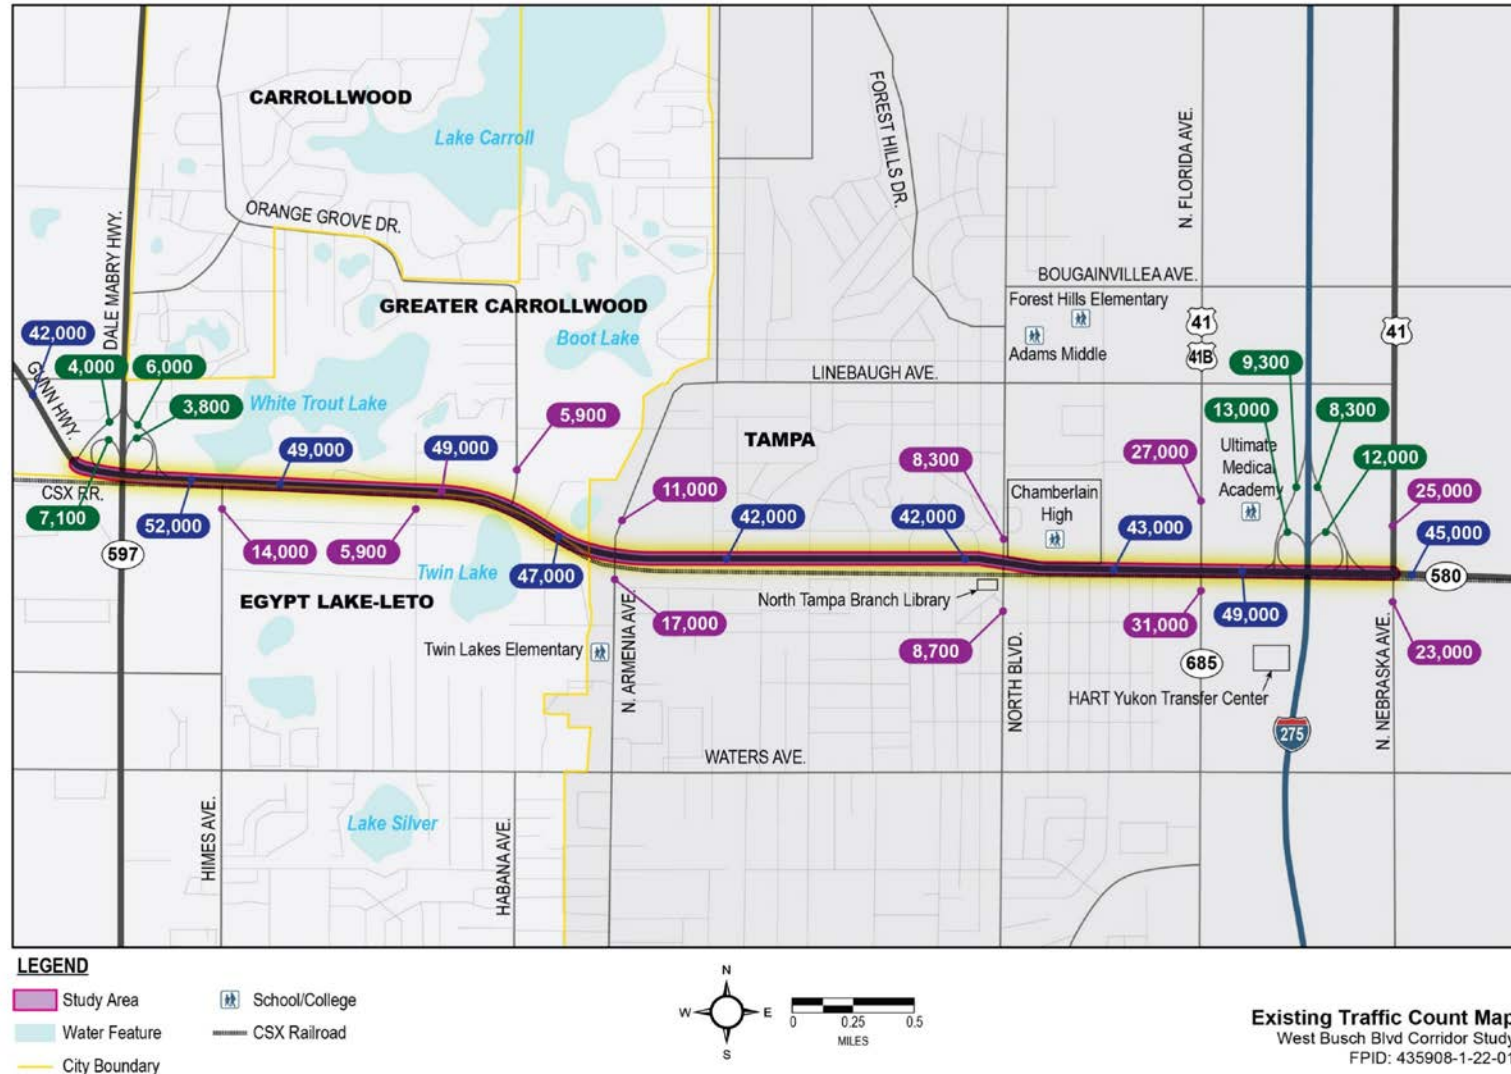 CARROLLWOOD
Lake Carroll
FOREST HILLS DR.
N. FLORIDA AVE.
ORANGE GROVE DR.
DALE MABRY HWY.
BOUGAINVILLEA AVE.
GREATER CARROLLWOOD
Forest Hills Elementary
42,000
Boot Lake
41
41
Adams Middle
41B
4,000
6,000
LINEBAUGH AVE.
9,300
GUNN HWY.
White Trout Lake
3,800
5,900
13,000
8,300
TAMPA
49,000
49,000
8,300
27,000
Ultimate
Medical
Academy
12,000
CSX RR.
7,100
52,000
11,000
Chamberlain
High
25,000
597
14,000
5,900
42,000
42,000
43,000
45,000
Twin Lake
47,000
580
EGYPT LAKE-LETO
North Tampa Branch Library
17,000
31,000
49,000
Twin Lakes Elementary
8,700
23,000
N. ARMENIA AVE.
685
NORTH BLVD.
HART Yukon Transfer Center
N. NEBRASKA AVE.
275
WATERS AVE.
Lake Silver
HIMES AVE.
HABANA AVE.
LEGEND
Study Area
School/College
Water Feature
CSX Railroad
City Boundary
N
W
E
S
0
0.25
0.5
MILES
Existing Traffic Count Map
West Busch Blvd Corridor Study
FPID: 435908-1-22-01